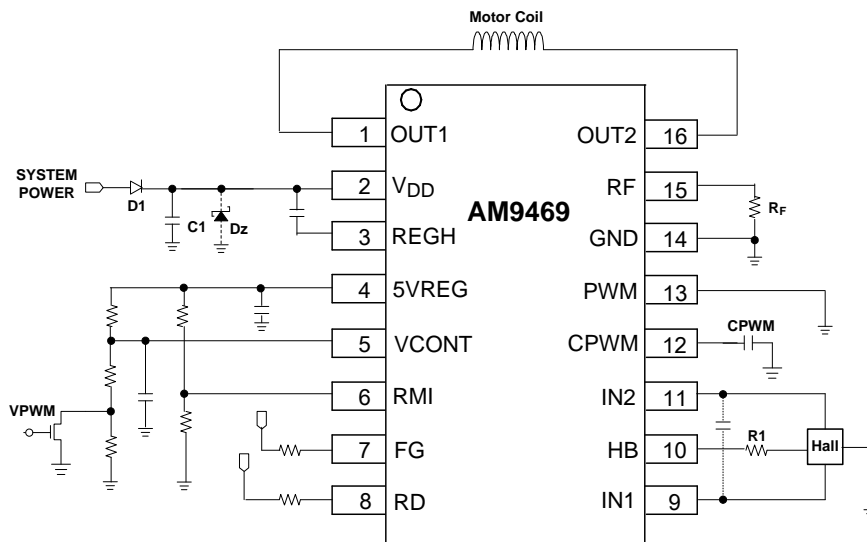 Motor Coil
1 OUT1
OUT2 16
SYSTEM
POWER
D1
C1
Dz
2 VDD
3 REGH
AM9469
RF 15
RF
GND 14
4 5VREG
PWM 13
5 VCONT
CPWM 12
CPWM
6 RMI
IN2 11
VPWM
7 FG
HB 10
R1
Hall
8 RD
IN1 9